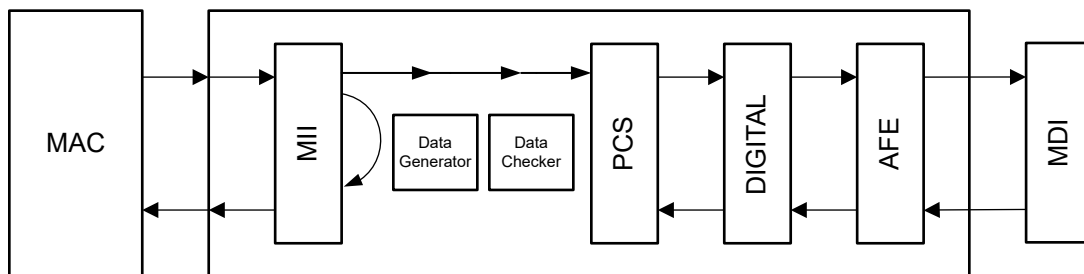 MAC
MII
Data
Generator
Data
Checker
PCS
DIGITAL
AFE
MDI